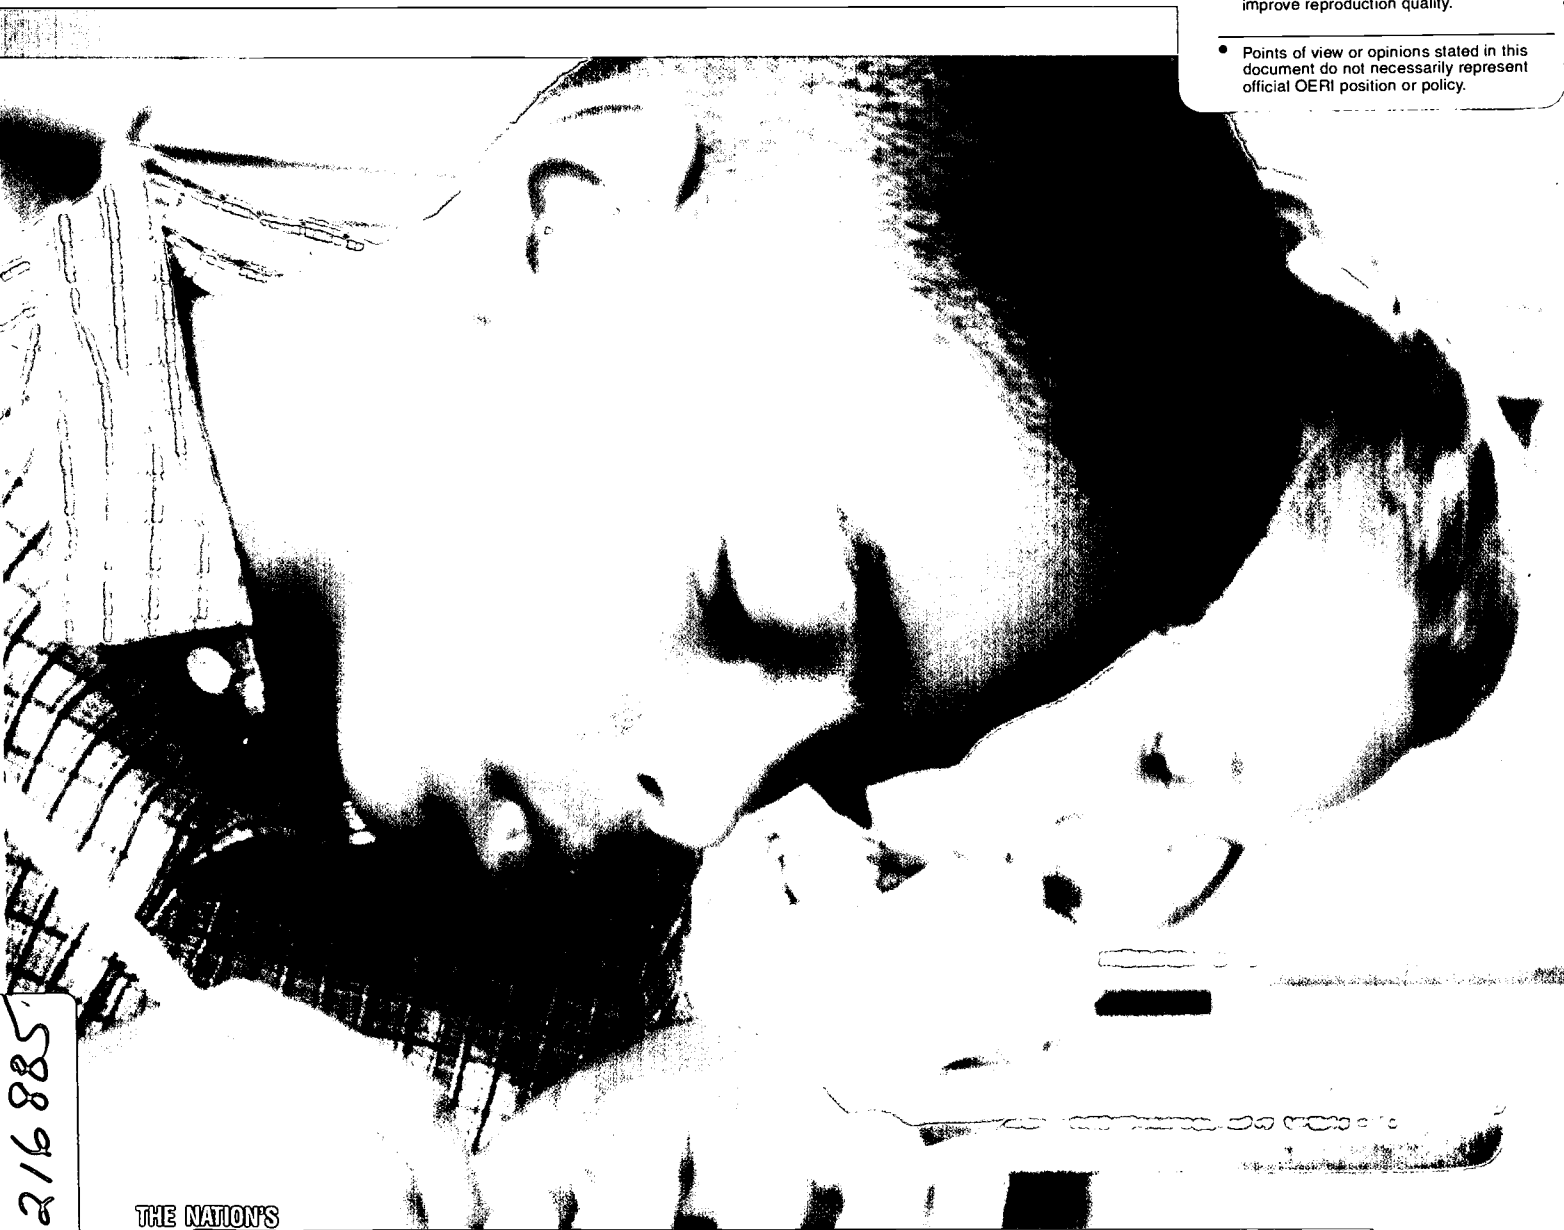 improve reproduction quality.
● Points of view or opinions stated in this
document do not necessarily represent
official OERI position or policy.
216885
THE NATION'S